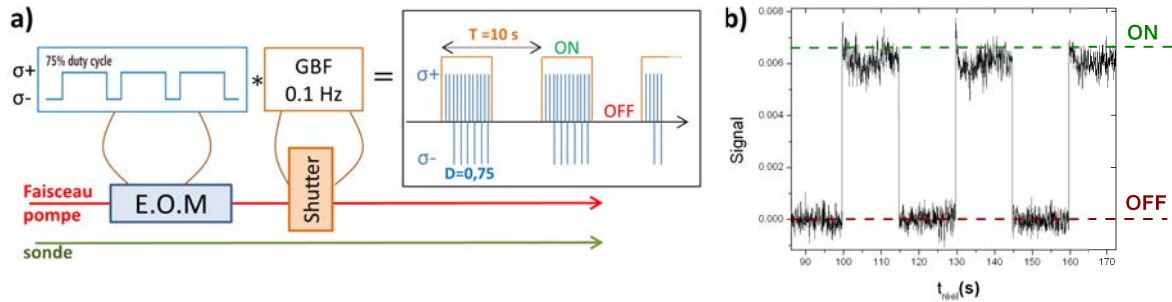 a)
75% duty cycle
σ+
σ-
*
GBF
0.1 Hz
=
T =10 s
ON
σ+
OFF
σ-
D=0,75
Faisceau
pompe
E.O.M
Shutter
sonde
b)
0.008
0.006
0.004
0.002
0.000
Signal
90 100 110 120 130 140 150 160 170
t réel(s)
ON
OFF